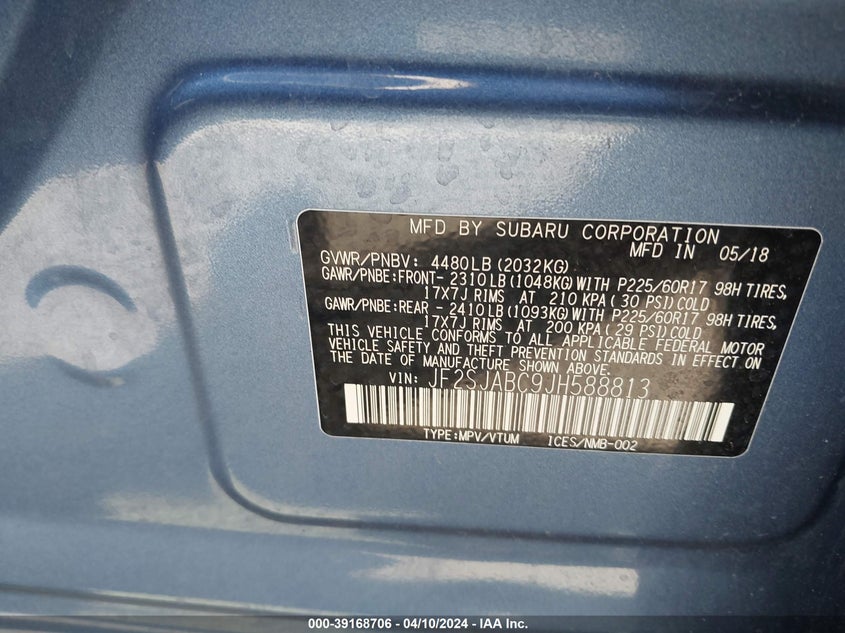 MFD BY SUBARU CORPORATION
MFD IN 05/18
GVWR/PNBV: 4480LB (2032KG)
GAWR/PNBE:FRONT- 2310LB (1048KG)WITH P225/60R17 98H TIRES,
17X7J RIMS AT 210 KPA (30 PSI)COLD
GAWR/PNBE:REAR - 2410LB (1093KG)WITH P225/60R17 98H TIRES,
17X7J RIMS AT 200 KPA (29 PSI)COLD
THIS VEHICLE CONFORMS TO ALL APPLICABLE FEDERAL MOTOR
VEHICLE SAFETY AND THEFT PREVENTION STANDARDS IN EFFECT ON
THE DATE OF MANUFACTURE SHOWN ABOVE.
VIN: JF2SJABC9JH588813
TYPE:MPV/VTUM ICES/NMB-002
000-39168706 - 04/10/2024 - IAA Inc.